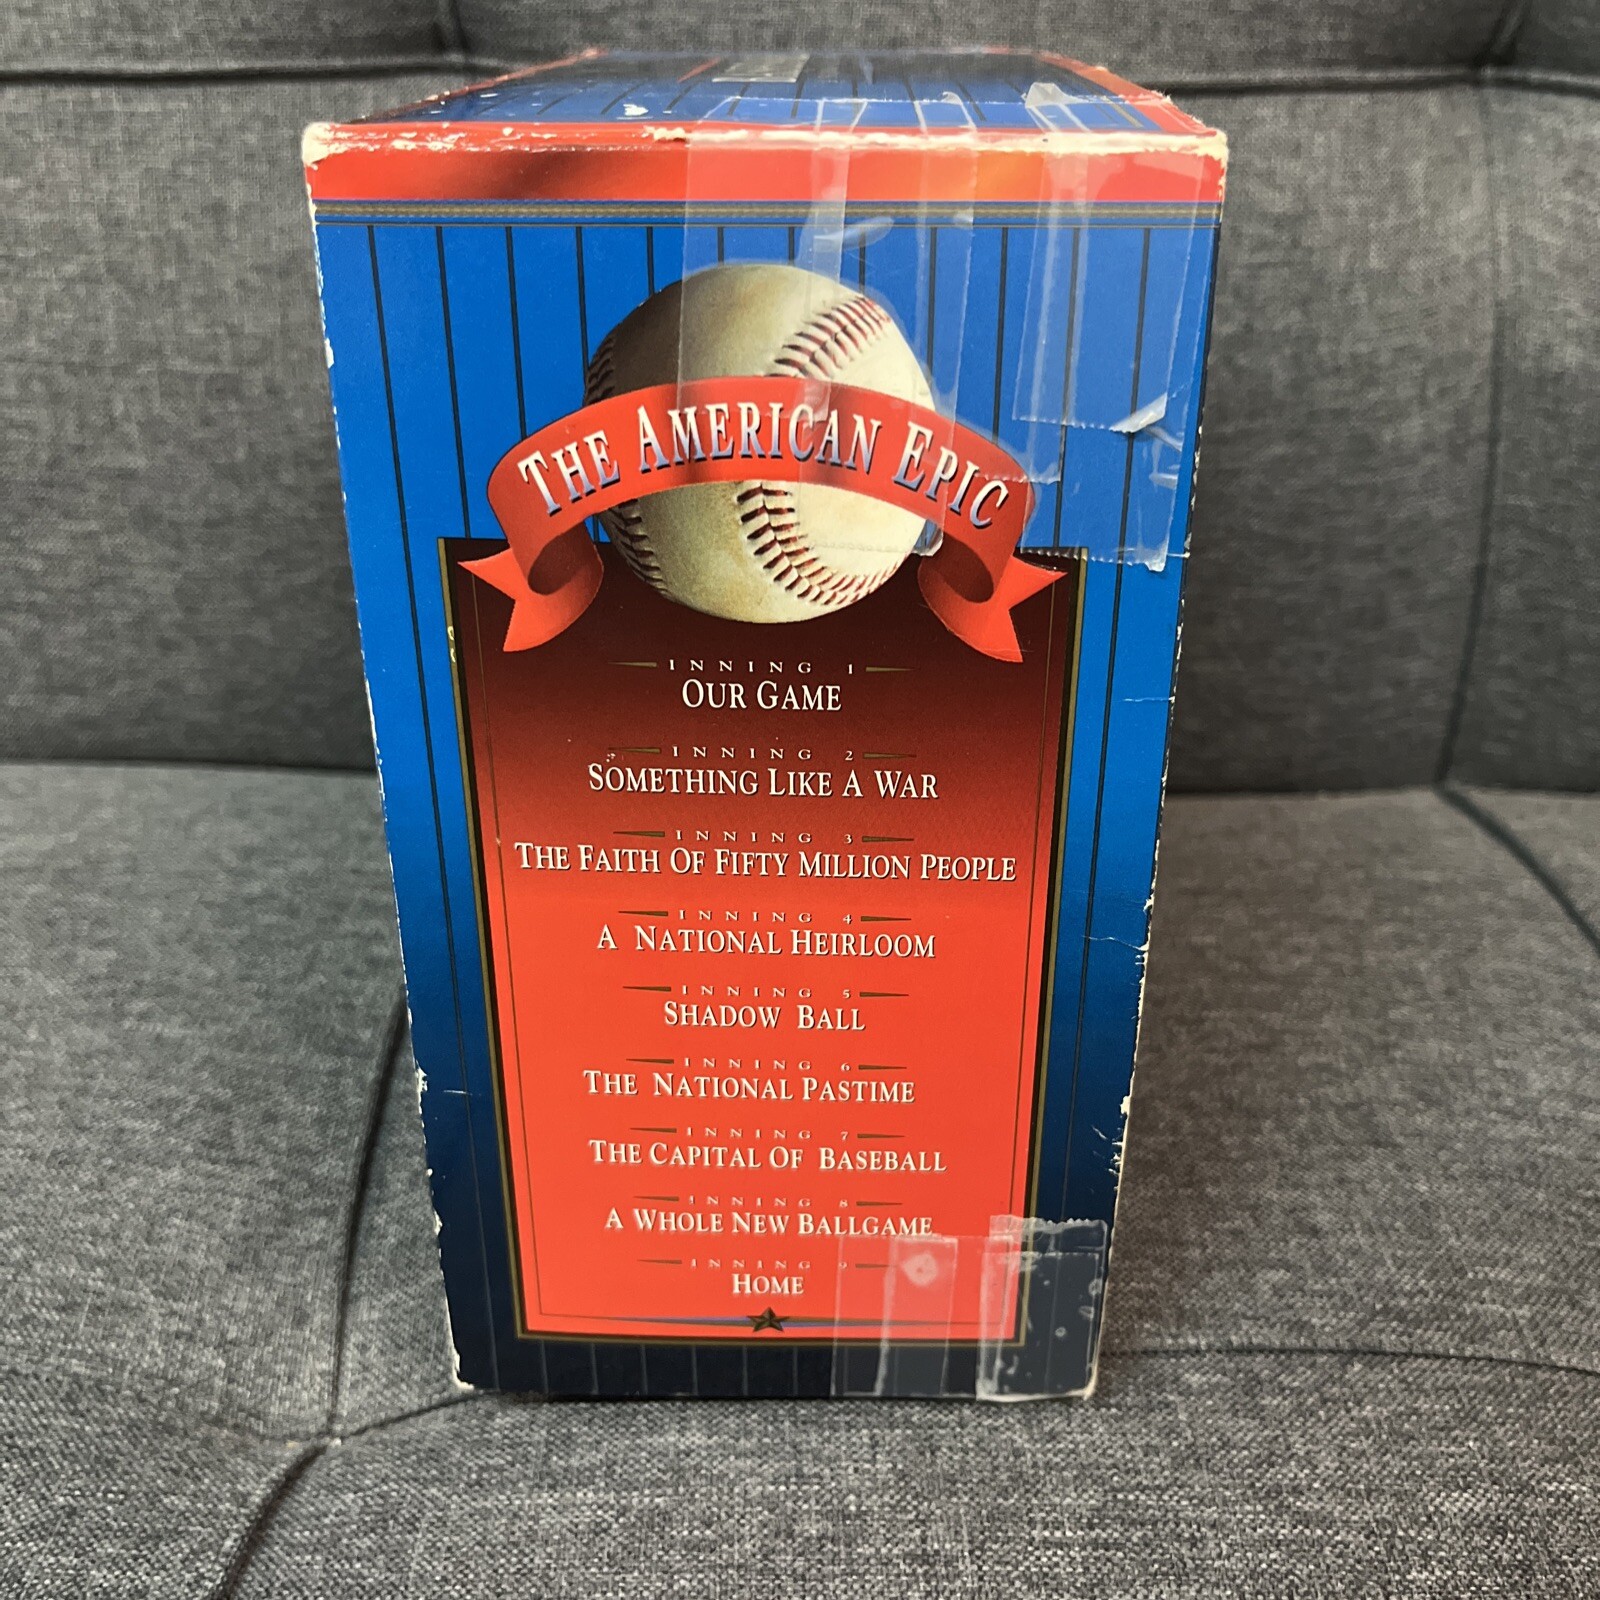 THE AMERICAN EPIC
INNING 1
OUR GAME
INNING 2
SOMETHING LIKE A WAR
INNING 3
THE FAITH OF FIFTY MILLION PEOPLE
INNING 4
A NATIONAL HEIRLOOM
INNING 5
SHADOW BALL
INNING 6
THE NATIONAL PASTIME
INNING 7
THE CAPITAL OF BASEBALL
INNING 8
A WHOLE NEW BALLGAME
INNING 9
HOME